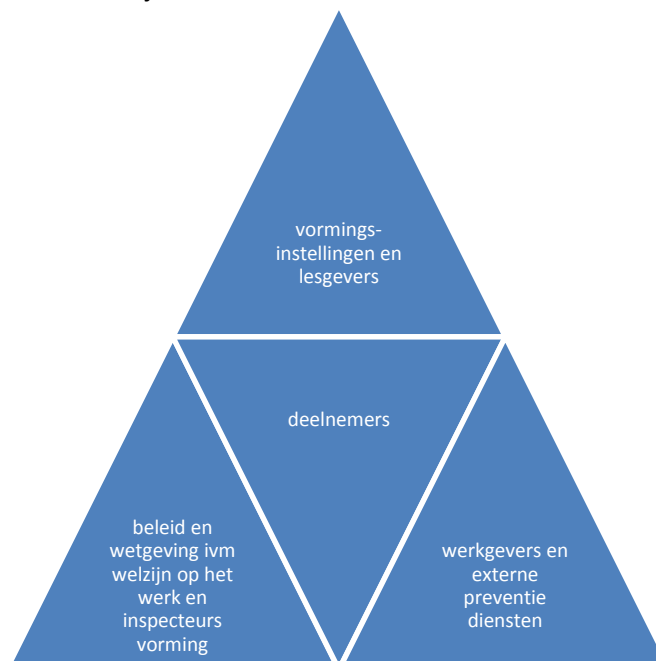 vormings-
instellingen en
lesgevers
deelnemers
beleid en
wetgeving ivm
welzijn op het
werk en
inspecteurs
vorming
werkgevers en
externe
preventie
diensten